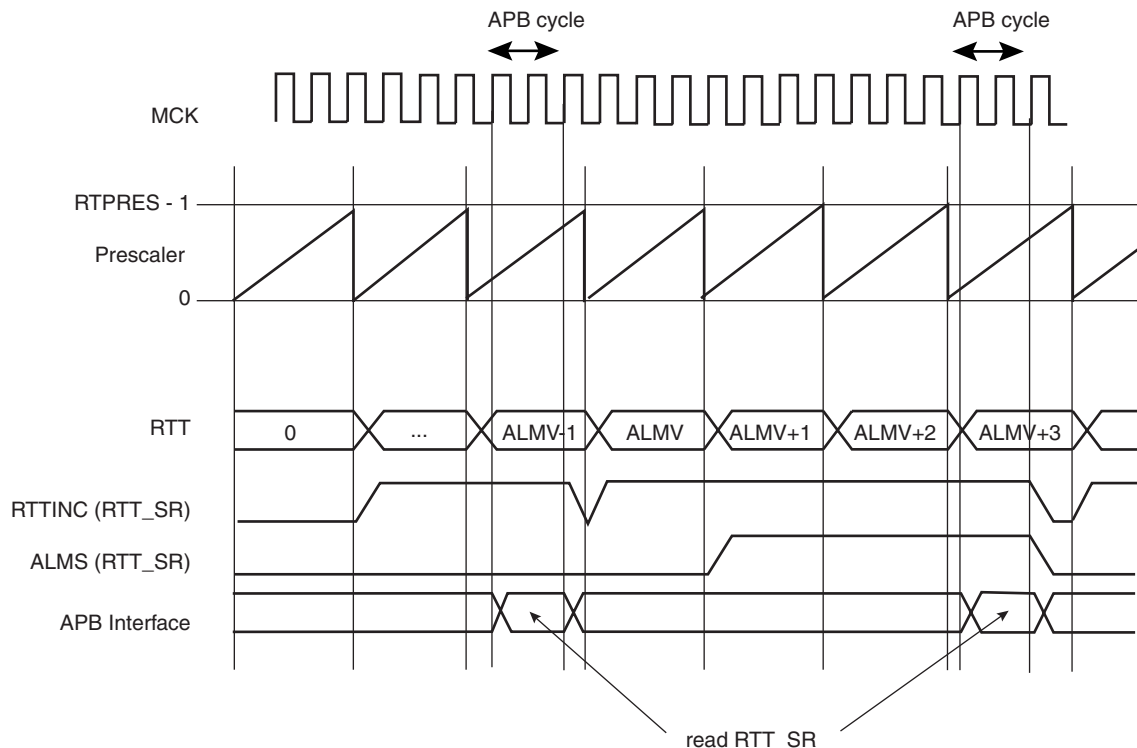 APB cycle
APB cycle
MCK
RTPRES - 1
Prescaler
0
RTT
0
...
ALMV-1
ALMV
ALMV+1
ALMV+2
ALMV+3
RTTINC (RTT_SR)
ALMS (RTT_SR)
APB Interface
read RTT_SR